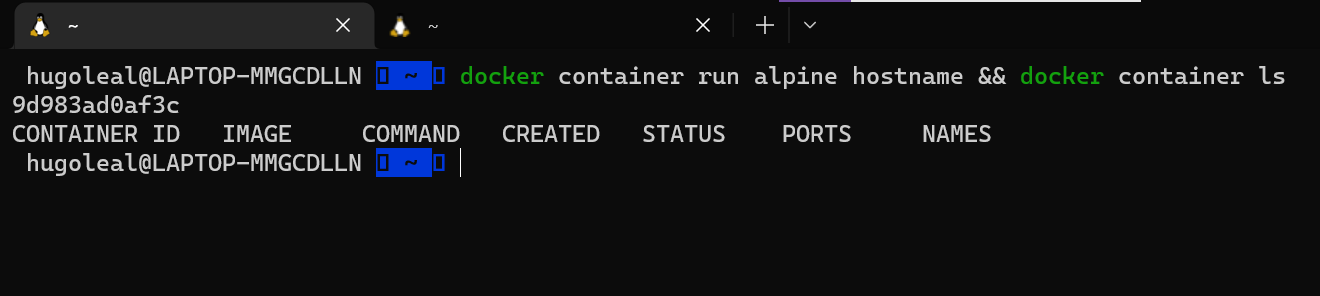 ~
~
hugoleal@LAPTOP-MMGCDLLN ~ docker container run alpine hostname && docker container ls
9d983ad0af3c
CONTAINER ID   IMAGE     COMMAND   CREATED   STATUS    PORTS     NAMES
hugoleal@LAPTOP-MMGCDLLN ~